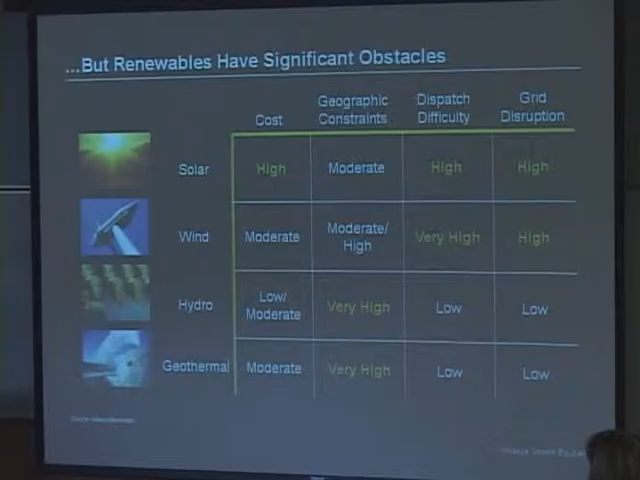 ...But Renewables Have Significant Obstacles
Cost
Geographic
Constraints
Dispatch
Difficulty
Grid
Disruption
Solar
High
Moderate
High
High
Wind
Moderate
Moderate/
High
Very High
High
Hydro
Low/
Moderate
Very High
Low
Low
Geothermal
Moderate
Very High
Low
Low